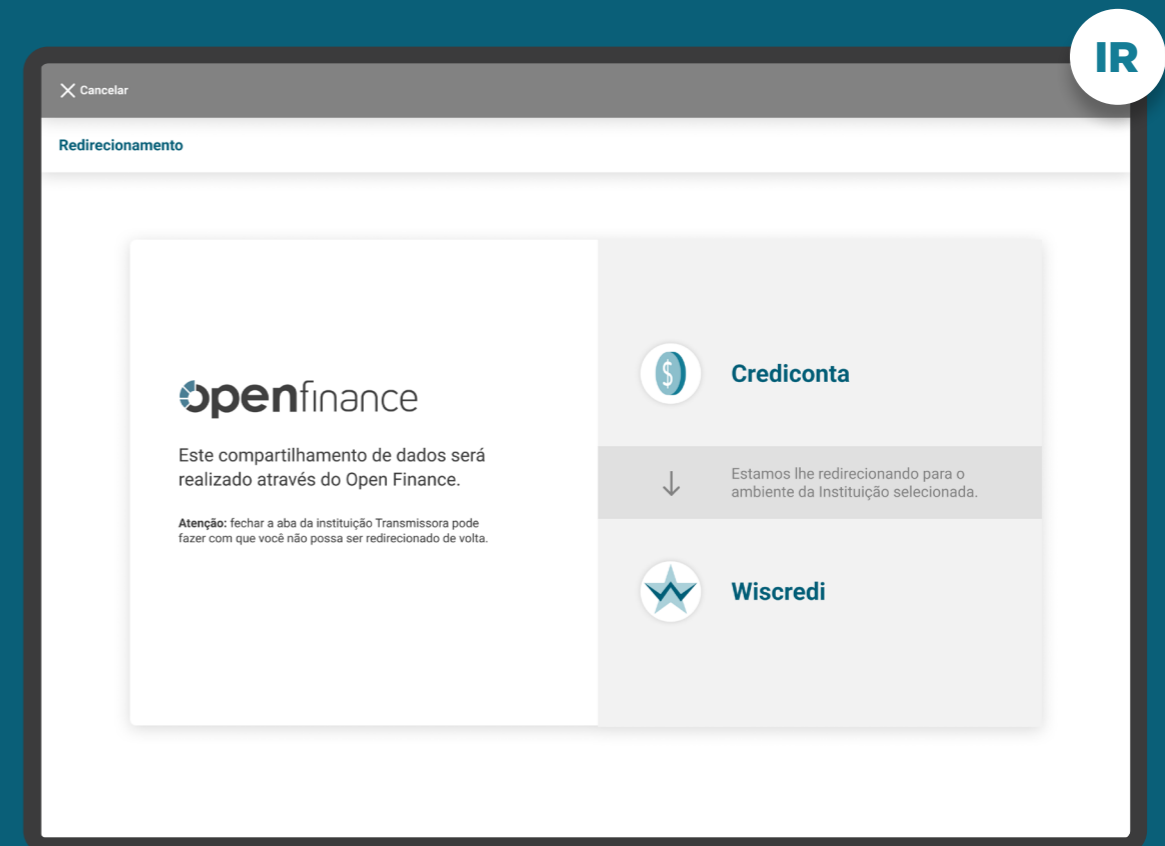 IR
Cancelar
Redirecionamento
openfinance
Este compartilhamento de dados será
realizado através do Open Finance.
Atenção: fechar a aba da instituição Transmissora pode
fazer com que você não possa ser redirecionado de volta.
$
Crediconta
Estamos lhe redirecionando para o
ambiente da Instituição selecionada.
Wiscredi